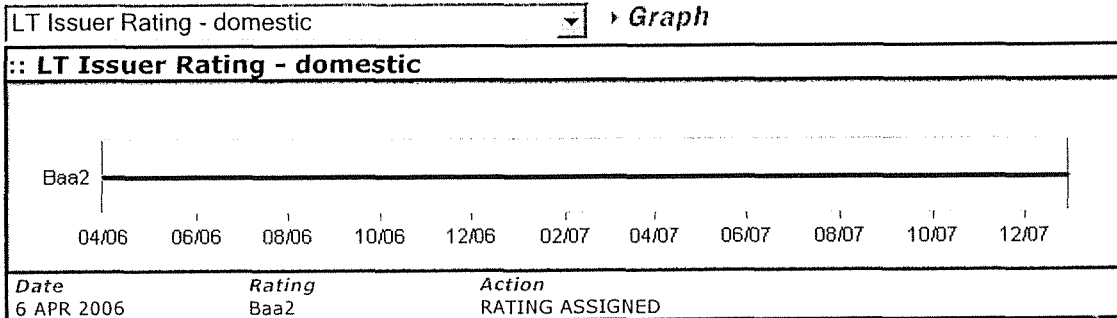 LT Issuer Rating - domestic Graph
:: LT Issuer Rating - domestic
Baa2
04/06 06/06 08/06 10/06 12/06 02/07 04/07 06/07 08/07 10/07 12/07
Date Rating Action
6 APR 2006 Baa2 RATING ASSIGNED